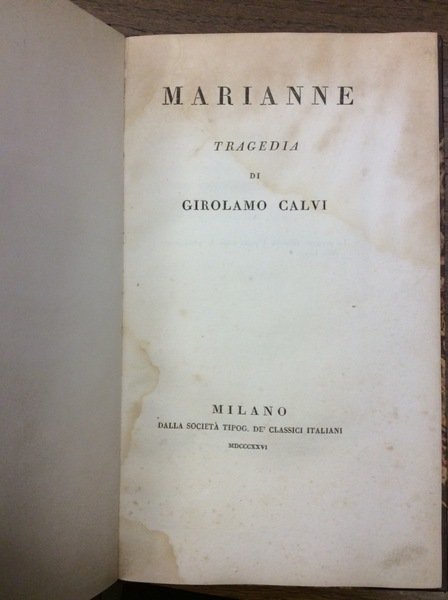 MARIANNE
TRAGEDIA
DI
GIROLAMO CALVI
MILANO
DALLA SOCIETÀ TIPOG. DE' CLASSICI ITALIANI
MDCCCXXVI